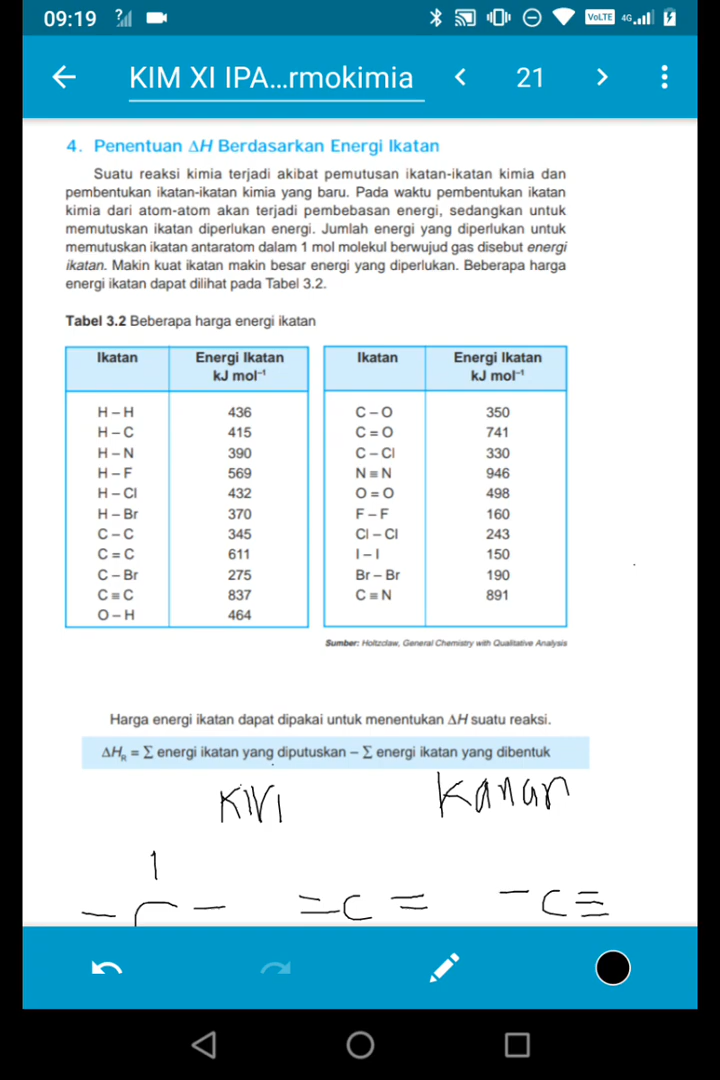 09:19
VoLTE 4G
KIM XI IPA...rmokimia
21
4. Penentuan ΔH Berdasarkan Energi Ikatan
Suatu reaksi kimia terjadi akibat pemutusan ikatan-ikatan kimia dan
pembentukan ikatan-ikatan kimia yang baru. Pada waktu pembentukan ikatan
kimia dari atom-atom akan terjadi pembebasan energi, sedangkan untuk
memutuskan ikatan diperlukan energi. Jumlah energi yang diperlukan untuk
memutuskan ikatan antaratom dalam 1 mol molekul berwujud gas disebut energi
ikatan. Makin kuat ikatan makin besar energi yang diperlukan. Beberapa harga
energi ikatan dapat dilihat pada Tabel 3.2.
Tabel 3.2 Beberapa harga energi ikatan
Ikatan Energi Ikatan kJ mol⁻¹
H – H 436
H – C 415
H – N 390
H – F 569
H – Cl 432
H – Br 370
C – C 345
C = C 611
C – Br 275
C ≡ C 837
O – H 464
Ikatan Energi Ikatan kJ mol⁻¹
C – O 350
C = O 741
C – Cl 330
N ≡ N 946
O = O 498
F – F 160
Cl – Cl 243
I – I 150
Br – Br 190
C ≡ N 891
Sumber: Holtzclaw, General Chemistry with Qualitative Analysis
Harga energi ikatan dapat dipakai untuk menentukan ΔH suatu reaksi.
ΔH_R = Σ energi ikatan yang diputuskan – Σ energi ikatan yang dibentuk
Kiri Kanan
– C – = C = – C ≡